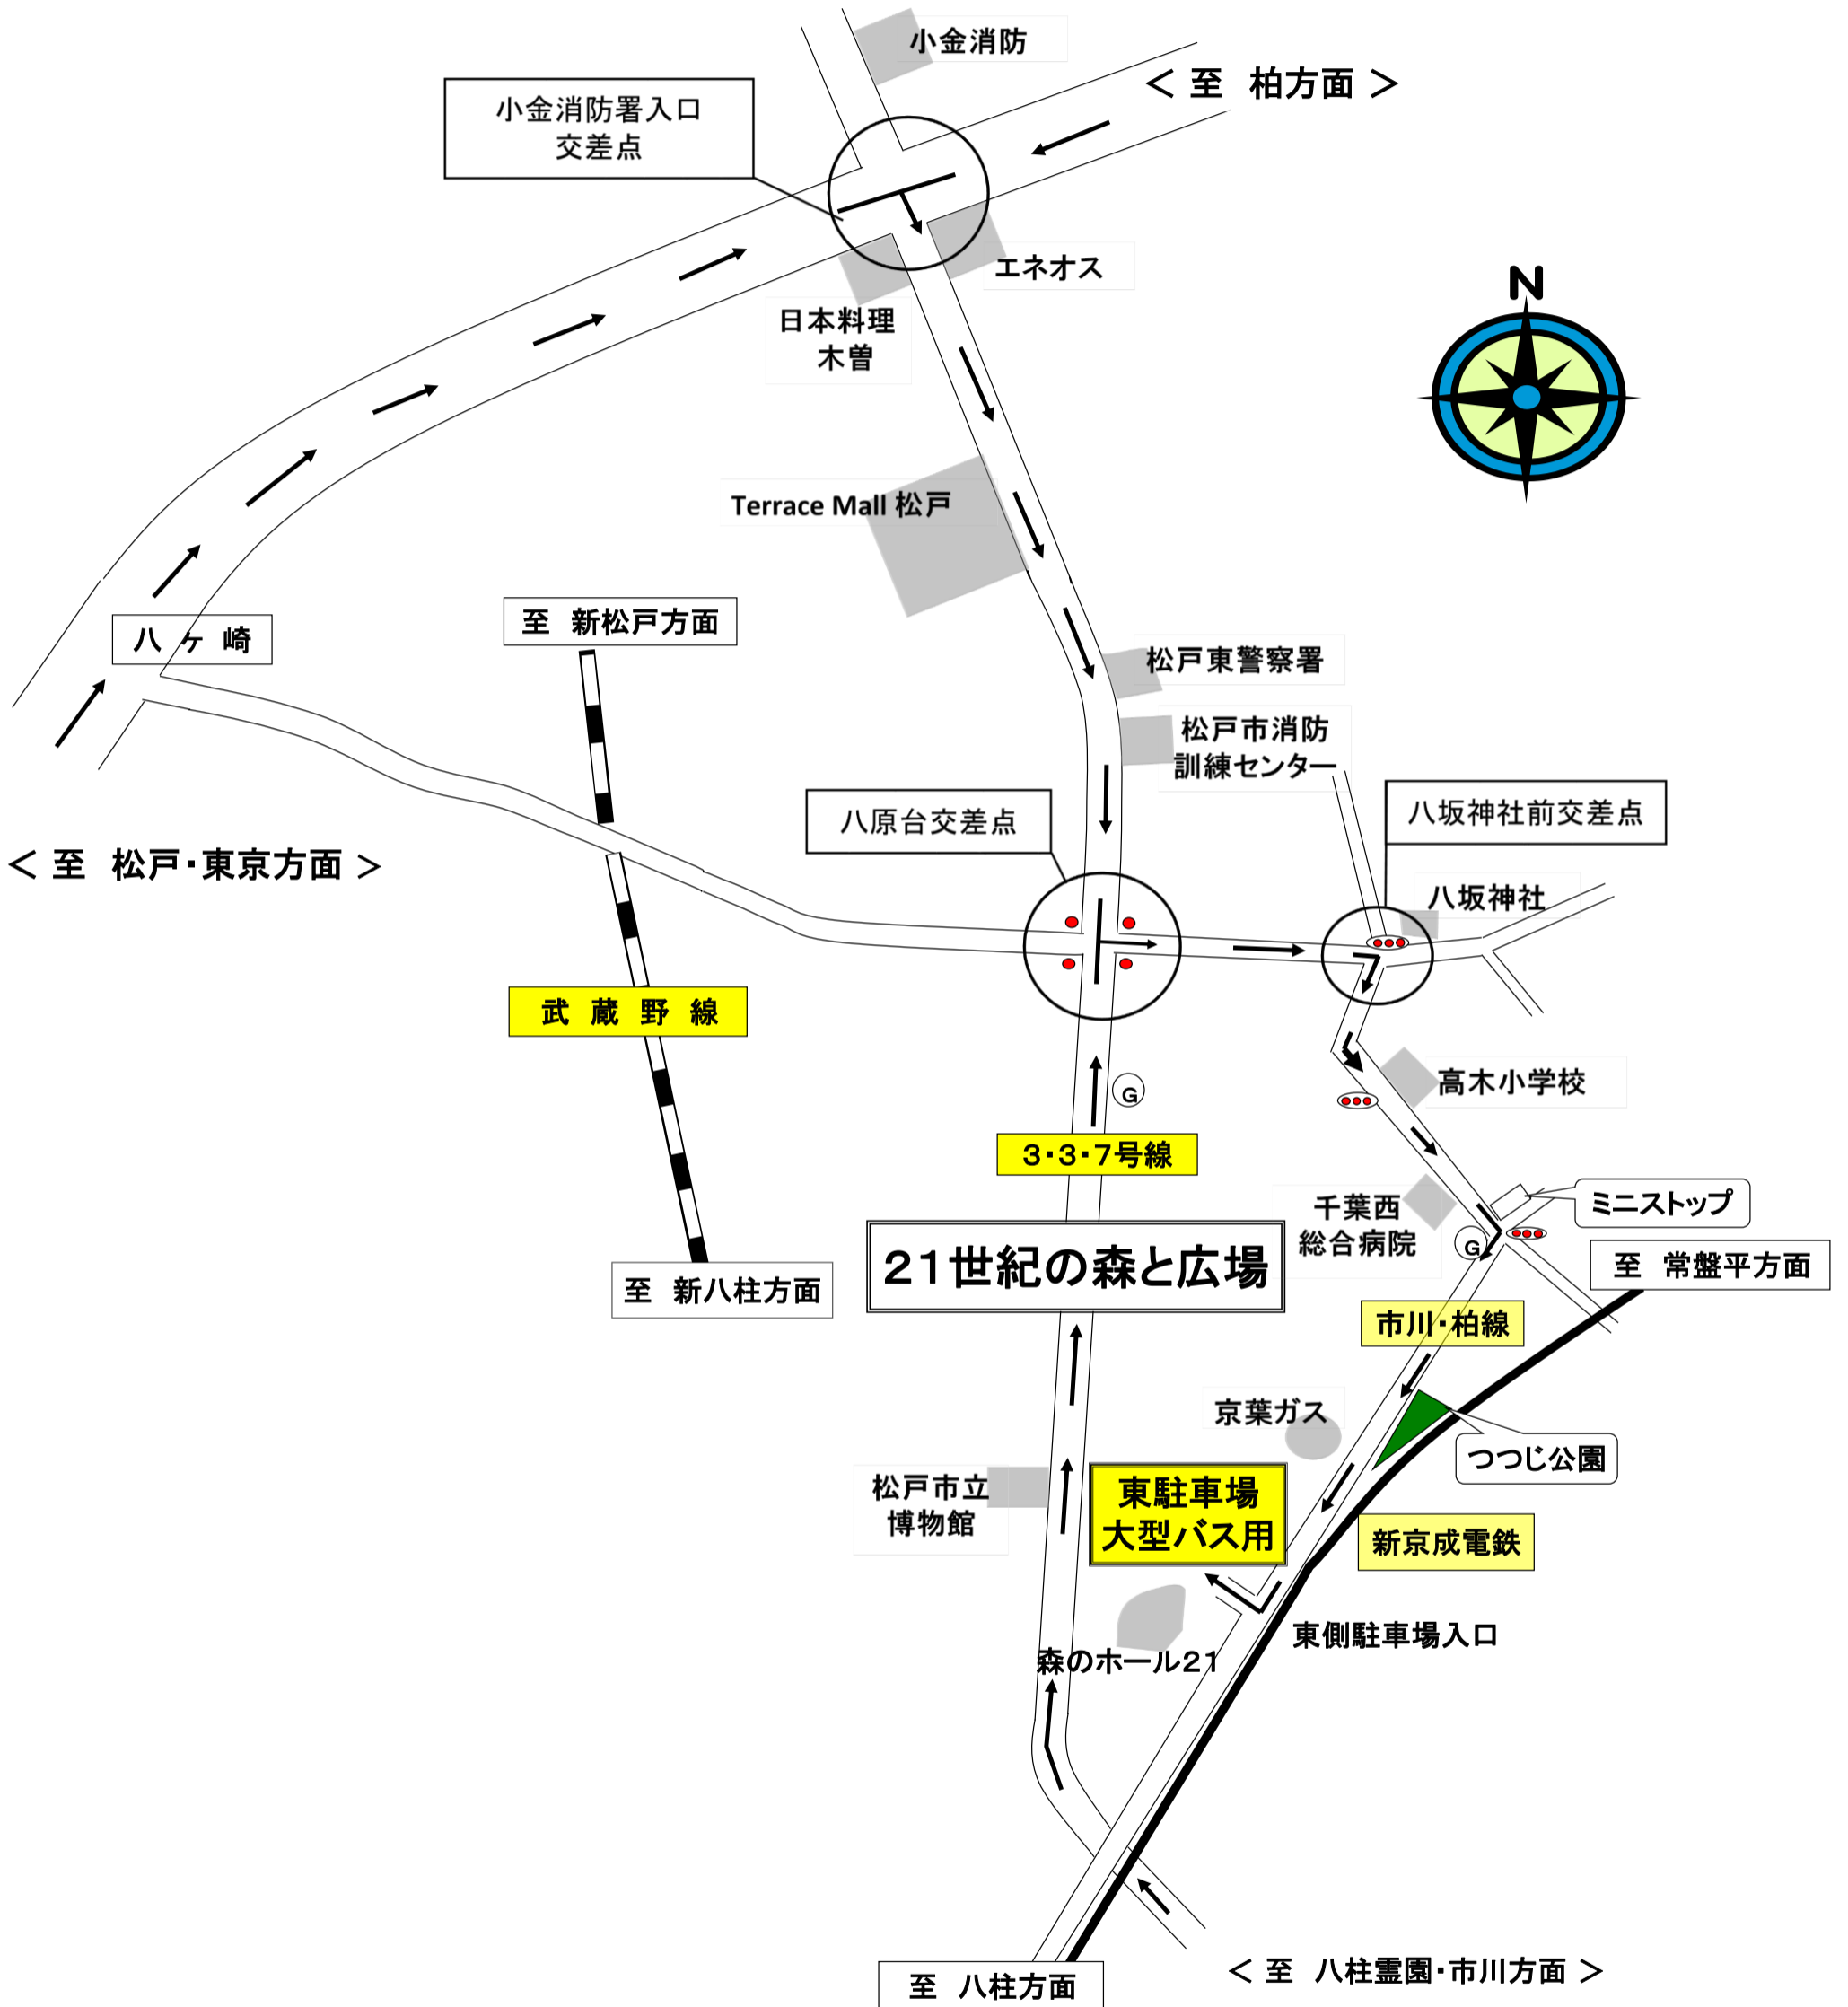 小金消防
＜ 至　柏方面 ＞
小金消防署入口
交差点
N
エネオス
日本料理
木曽
Terrace Mall 松戸
至　新松戸方面
八 ヶ 崎
松戸東警察署
松戸市消防
訓練センター
八原台交差点
八坂神社前交差点
＜ 至　松戸・東京方面 ＞
八坂神社
武 蔵 野 線
高木小学校
G
３・３・７号線
千葉西
総合病院
ミニストップ
G
２１世紀の森と広場
至　常盤平方面
至　新八柱方面
市川・柏線
京葉ガス
つつじ公園
松戸市立
博物館
東駐車場
大型バス用
新京成電鉄
東側駐車場入口
森のホール２１
至　八柱方面
＜ 至　八柱霊園・市川方面 ＞